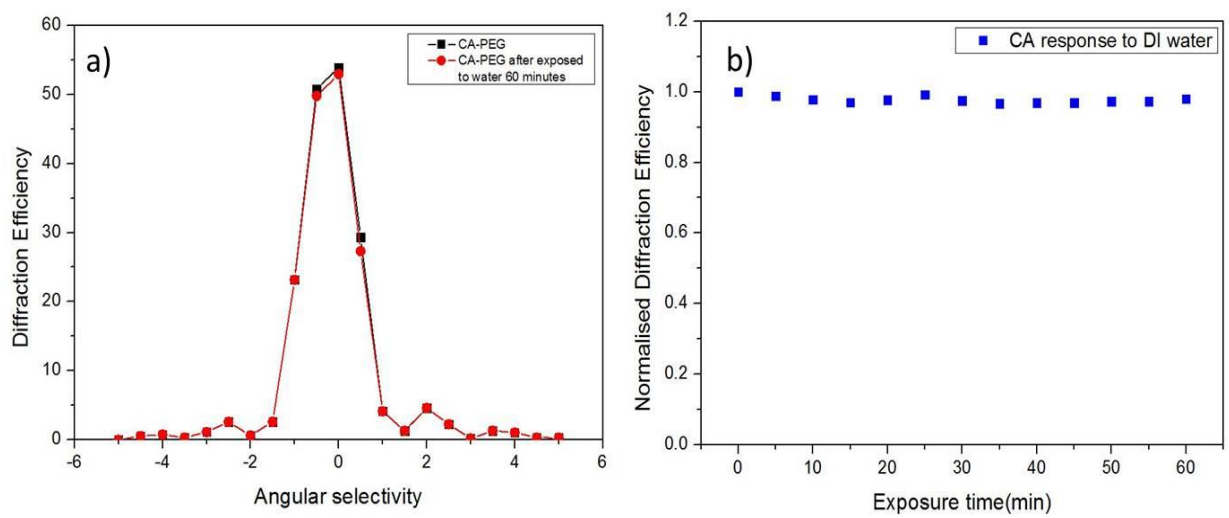 a)
CA-PEG
CA-PEG after exposed
to water 60 minutes
Diffraction Efficiency
60
50
40
30
20
10
0
-6 -4 -2 0 2 4 6
Angular selectivity
b)
CA response to DI water
Normalised Diffraction Efficiency
1.2
1.0
0.8
0.6
0.4
0.2
0.0
0 10 20 30 40 50 60
Exposure time(min)